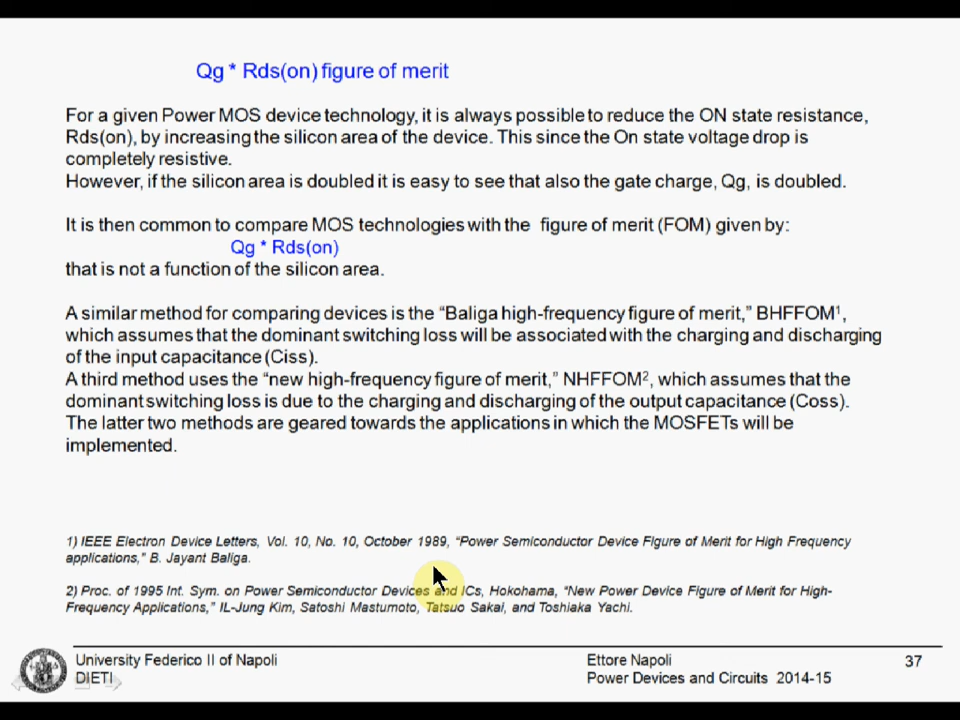 Qg * Rds(on) figure of merit
For a given Power MOS device technology, it is always possible to reduce the ON state resistance,
Rds(on), by increasing the silicon area of the device. This since the On state voltage drop is
completely resistive.
However, if the silicon area is doubled it is easy to see that also the gate charge, Qg, is doubled.
It is then common to compare MOS technologies with the figure of merit (FOM) given by:
Qg * Rds(on)
that is not a function of the silicon area.
A similar method for comparing devices is the “Baliga high-frequency figure of merit,” BHFFOM¹,
which assumes that the dominant switching loss will be associated with the charging and discharging
of the input capacitance (Ciss).
A third method uses the “new high-frequency figure of merit,” NHFFOM², which assumes that the
dominant switching loss is due to the charging and discharging of the output capacitance (Coss).
The latter two methods are geared towards the applications in which the MOSFETs will be
implemented.
1) IEEE Electron Device Letters, Vol. 10, No. 10, October 1989, “Power Semiconductor Device Figure of Merit for High Frequency
applications,” B. Jayant Baliga.
2) Proc. of 1995 Int. Sym. on Power Semiconductor Devices and ICs, Hokohama, “New Power Device Figure of Merit for High-
Frequency Applications,” IL-Jung Kim, Satoshi Mastumoto, Tatsuo Sakai, and Toshiaka Yachi.
University Federico II of Napoli
DIETI
Ettore Napoli
Power Devices and Circuits 2014-15
37